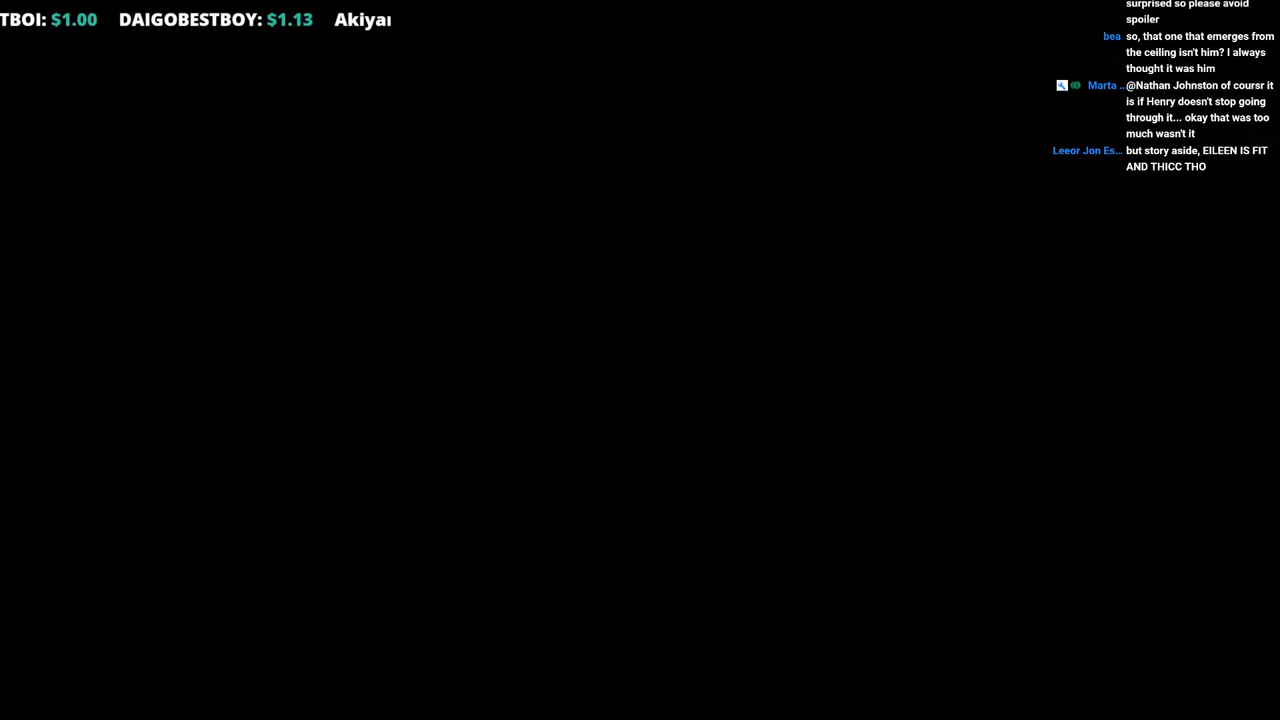 TBOI: $1.00 DAIGOBESTBOY: $1.13 Akiyar
surprised so please avoid
spoiler
bea so, that one that emerges from
the ceiling isn't him? I always
thought it was him
Marta ... @Nathan Johnston of coursr it
is if Henry doesn't stop going
through it... okay that was too
much wasn't it
Leeor Jon Es... but story aside, EILEEN IS FIT
AND THICC THO